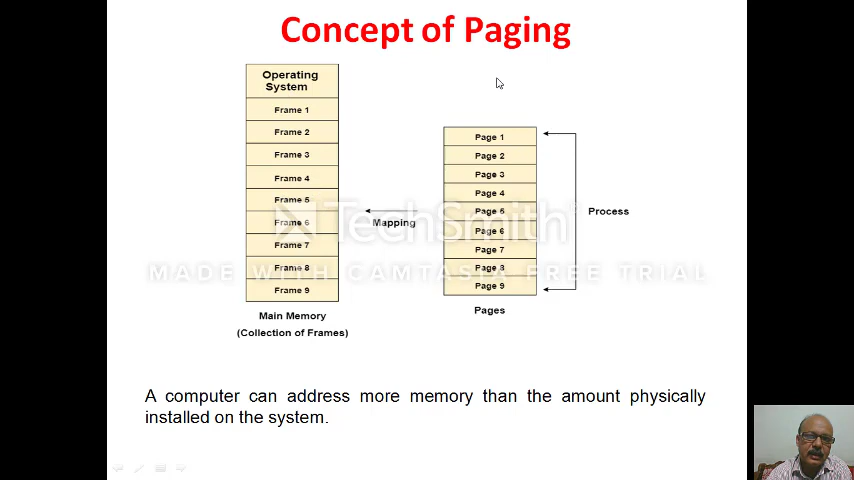 Concept of Paging
Operating
System
Frame 1
Frame 2
Frame 3
Frame 4
Frame 5
Frame 6
Frame 7
Frame 8
Frame 9
Main Memory
(Collection of Frames)
Mapping
Page 1
Page 2
Page 3
Page 4
Page 5
Page 6
Page 7
Page 8
Page 9
Pages
Process
TechSmith
MADE WITH CAMTASIA FREE TRIAL
A computer can address more memory than the amount physically
installed on the system.